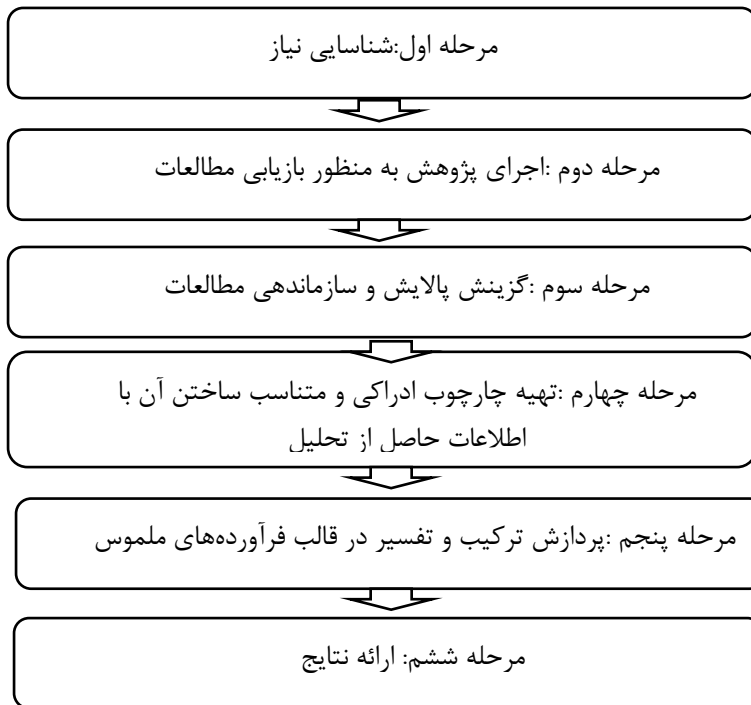 مرحله اول:شناسایی نیاز
مرحله دوم :اجرای پژوهش به منظور بازیابی مطالعات
مرحله سوم :گزینش پالایش و سازماندهی مطالعات
مرحله چهارم :تهیه چارچوب ادراکی و متناسب ساختن آن با
اطلاعات حاصل از تحلیل
مرحله پنجم :پردازش ترکیب و تفسیر در قالب فرآورده‌های ملموس
مرحله ششم: ارائه نتایج